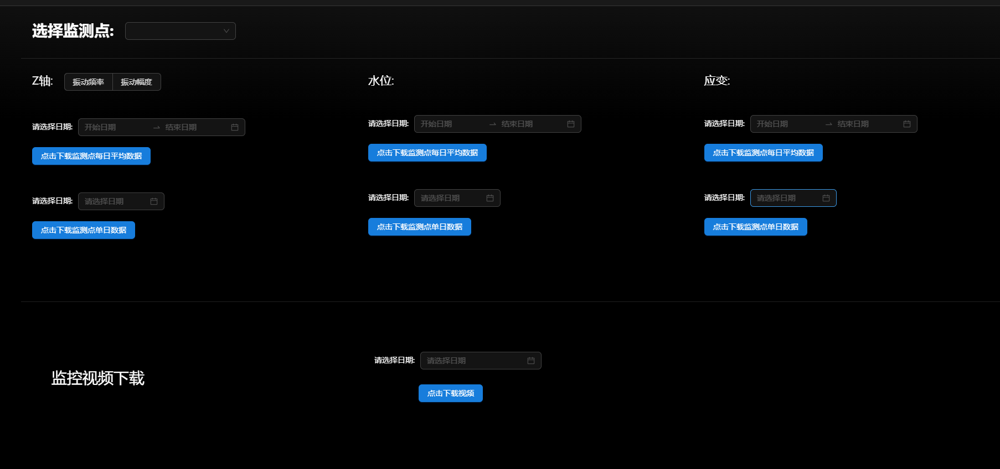 选择监测点:
Z轴: 振动频率 振动幅度
请选择日期: 开始日期 → 结束日期
点击下载监测点每日平均数据
请选择日期: 请选择日期
点击下载监测点单日数据
水位:
请选择日期: 开始日期 → 结束日期
点击下载监测点每日平均数据
请选择日期: 请选择日期
点击下载监测点单日数据
应变:
请选择日期: 开始日期 → 结束日期
点击下载监测点每日平均数据
请选择日期: 请选择日期
点击下载监测点单日数据
监控视频下载
请选择日期: 请选择日期
点击下载视频